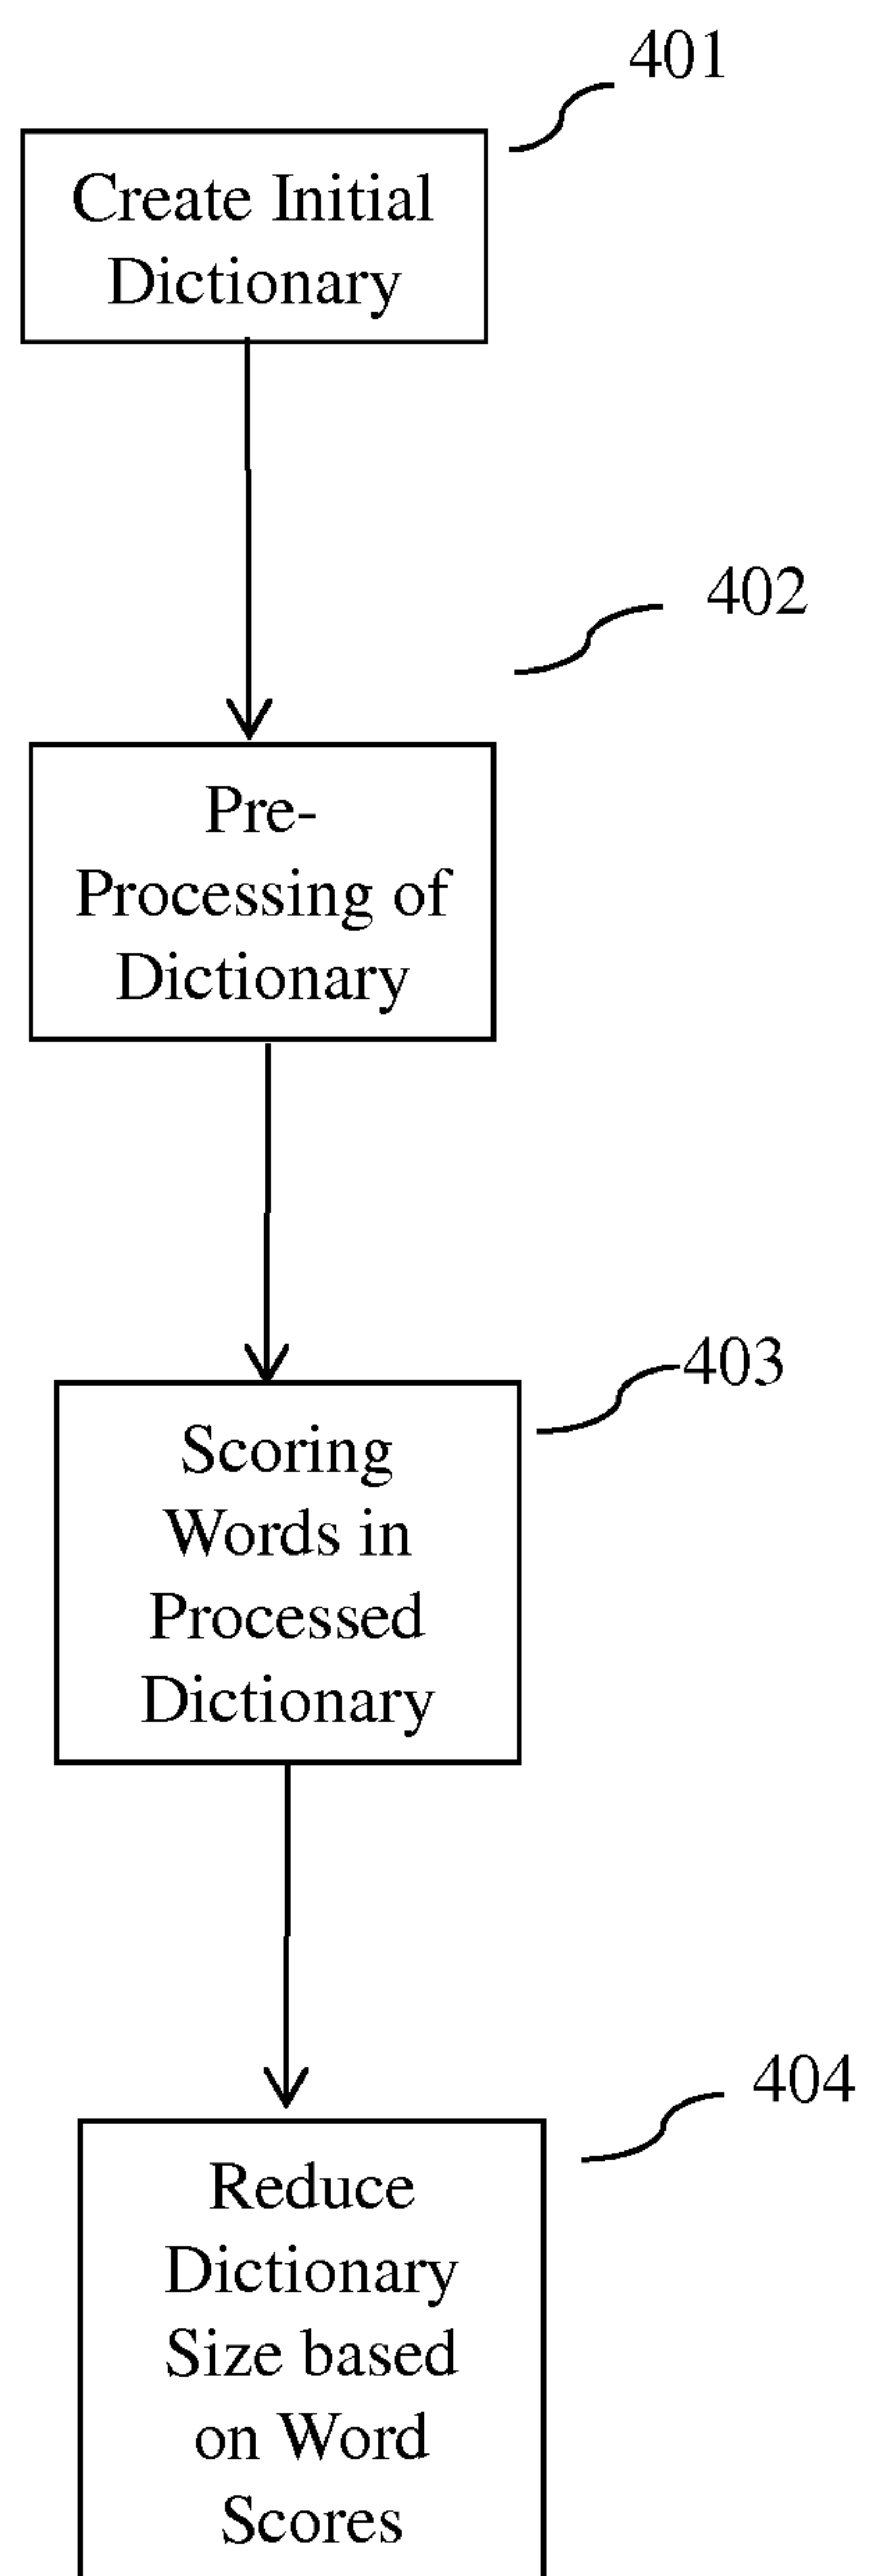 401
Create Initial
Dictionary
402
Pre-
Processing of
Dictionary
403
Scoring
Words in
Processed
Dictionary
404
Reduce
Dictionary
Size based
on Word
Scores